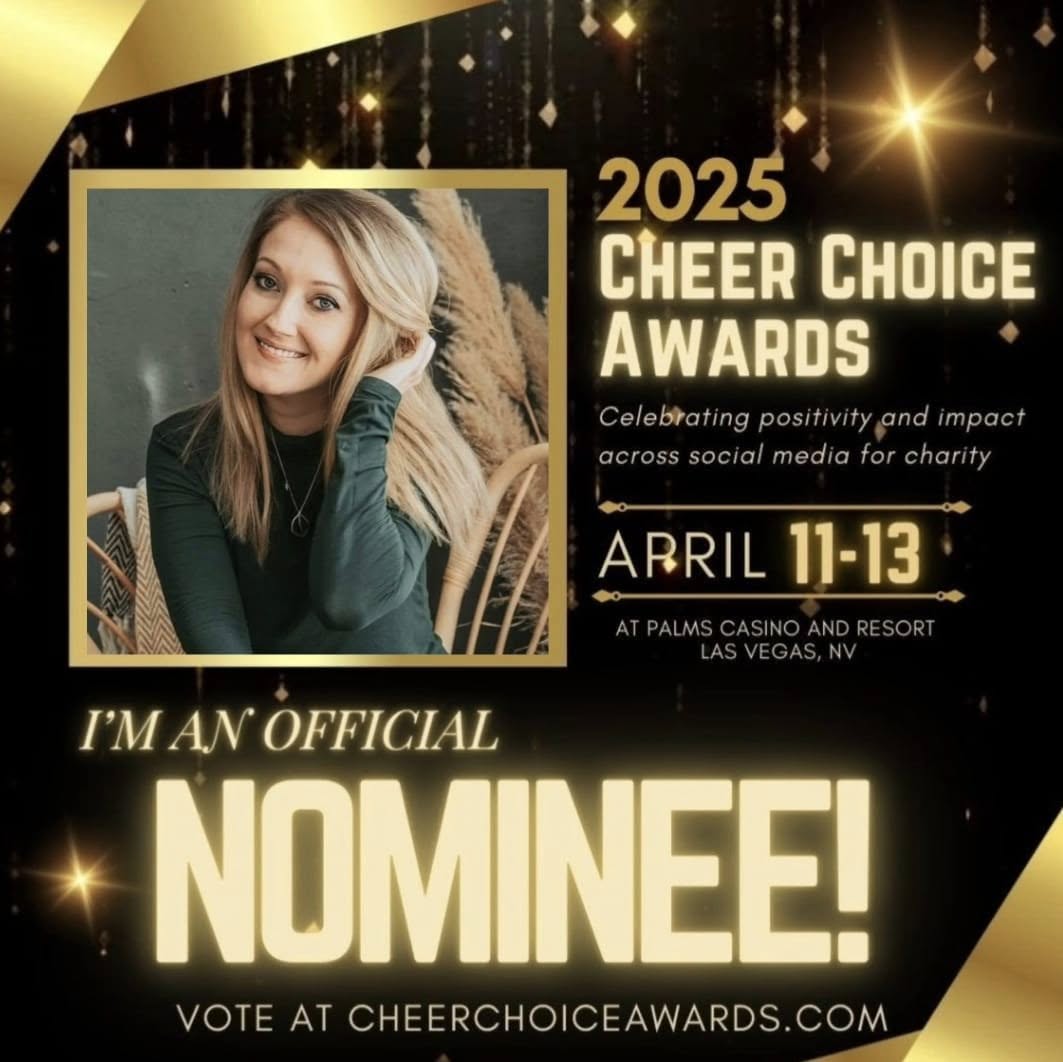 2025
CHEER CHOICE
AWARDS
Celebrating positivity and impact
across social media for charity
APRIL 11-13
AT PALMS CASINO AND RESORT
LAS VEGAS, NV
I'M AN OFFICIAL
NOMINEE!
VOTE AT CHEERCHOICEAWARDS.COM